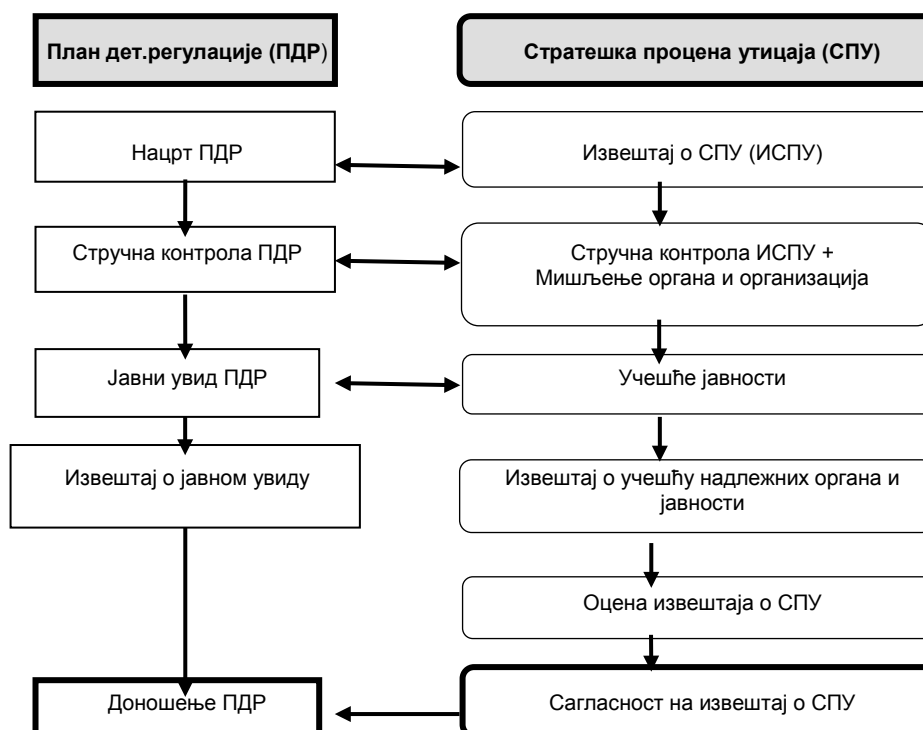 План дет.регулације (ПДР)
Стратешка процена утицаја (СПУ)
Нацрт ПДР
Извештај о СПУ (ИСПУ)
Стручна контрола ПДР
Стручна контрола ИСПУ +
Мишљење органа и организација
Јавни увид ПДР
Учешће јавности
Извештај о јавном увиду
Извештај о учешћу надлежних органа и
јавности
Оцена извештаја о СПУ
Доношење ПДР
Сагласност на извештај о СПУ